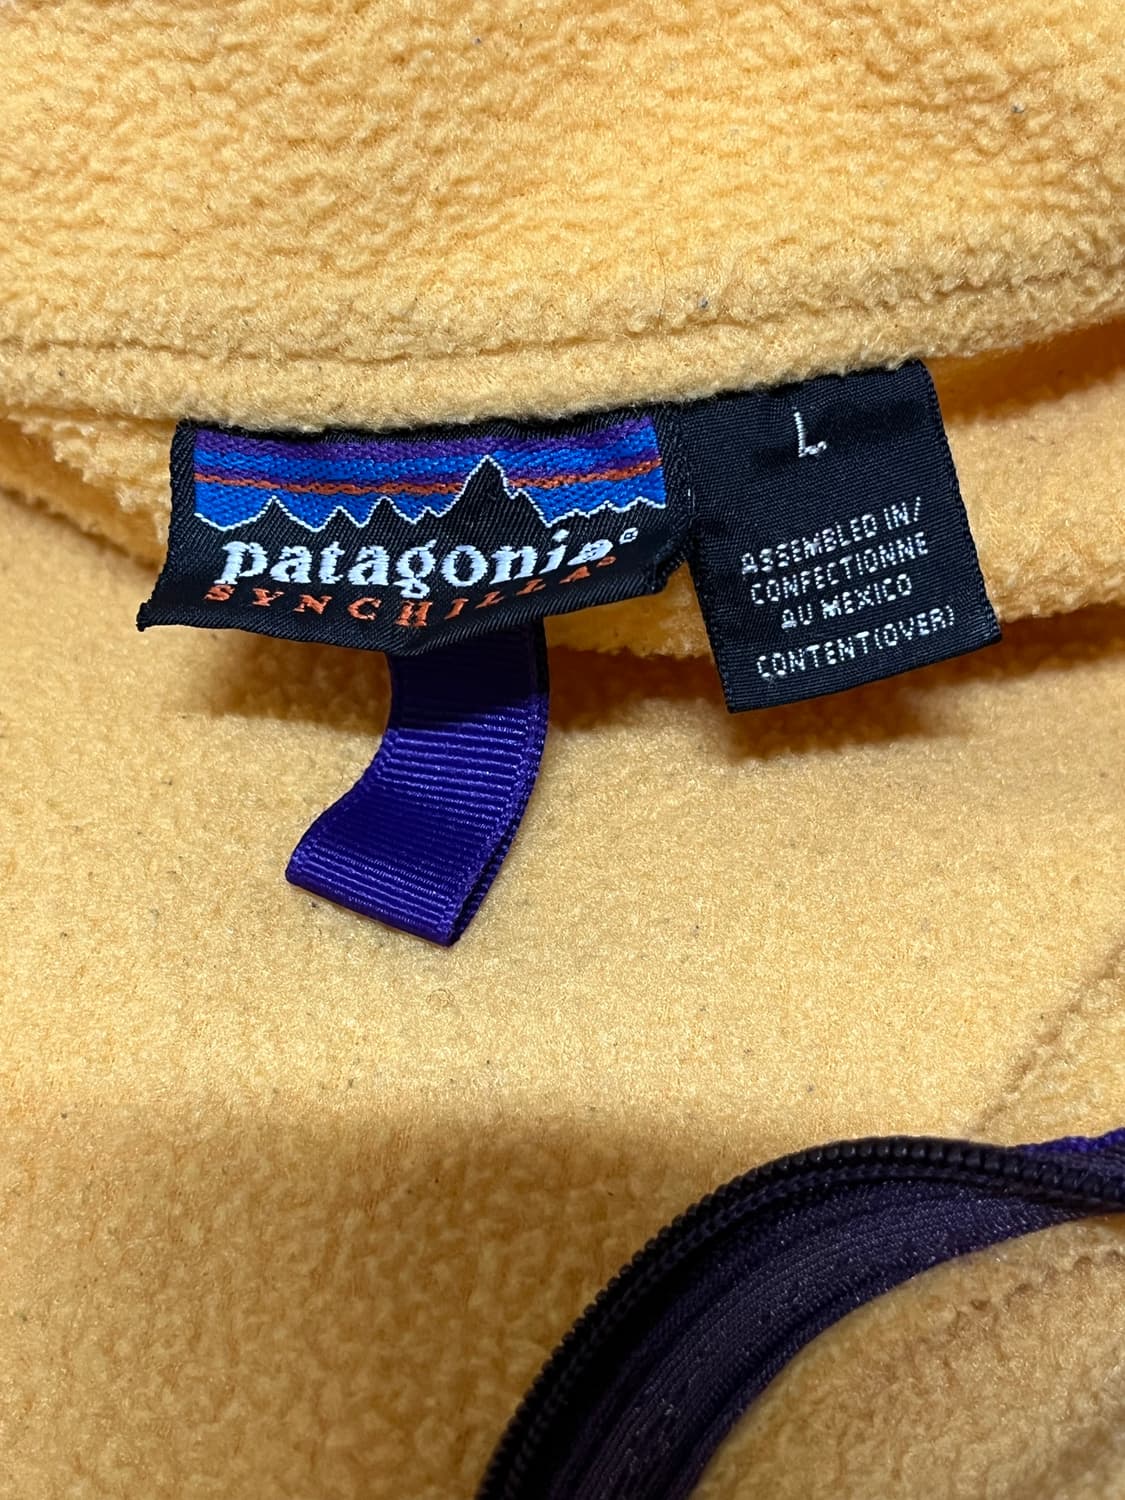 patagonia®
SYNCHILLA®
L
ASSEMBLED IN/
CONFECTIONNE
AU MEXICO
CONTENT(OVER)